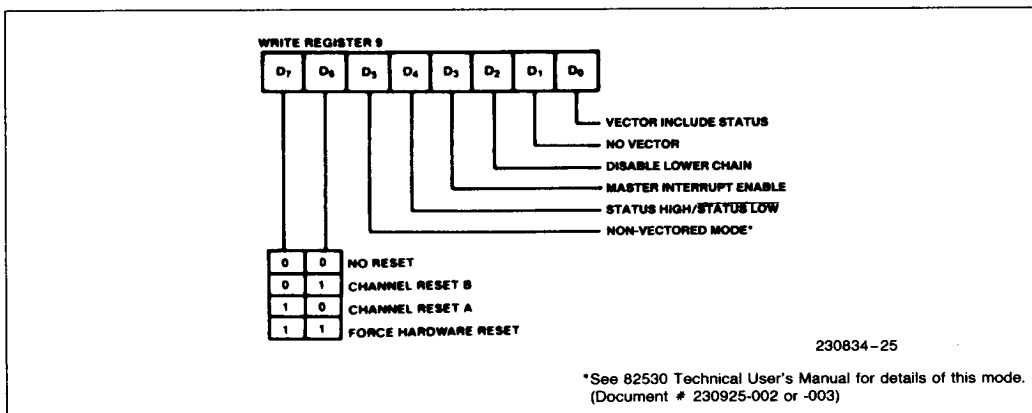 WRITE REGISTER 9
D7 D6 D5 D4 D3 D2 D1 D0
VECTOR INCLUDE STATUS
NO VECTOR
DISABLE LOWER CHAIN
MASTER INTERRUPT ENABLE
STATUS HIGH/STATUS LOW
NON-VECTORED MODE*
0 0 NO RESET
0 1 CHANNEL RESET B
1 0 CHANNEL RESET A
1 1 FORCE HARDWARE RESET
230834-25
*See 82530 Technical User's Manual for details of this mode.
(Document # 230925-002 or -003)